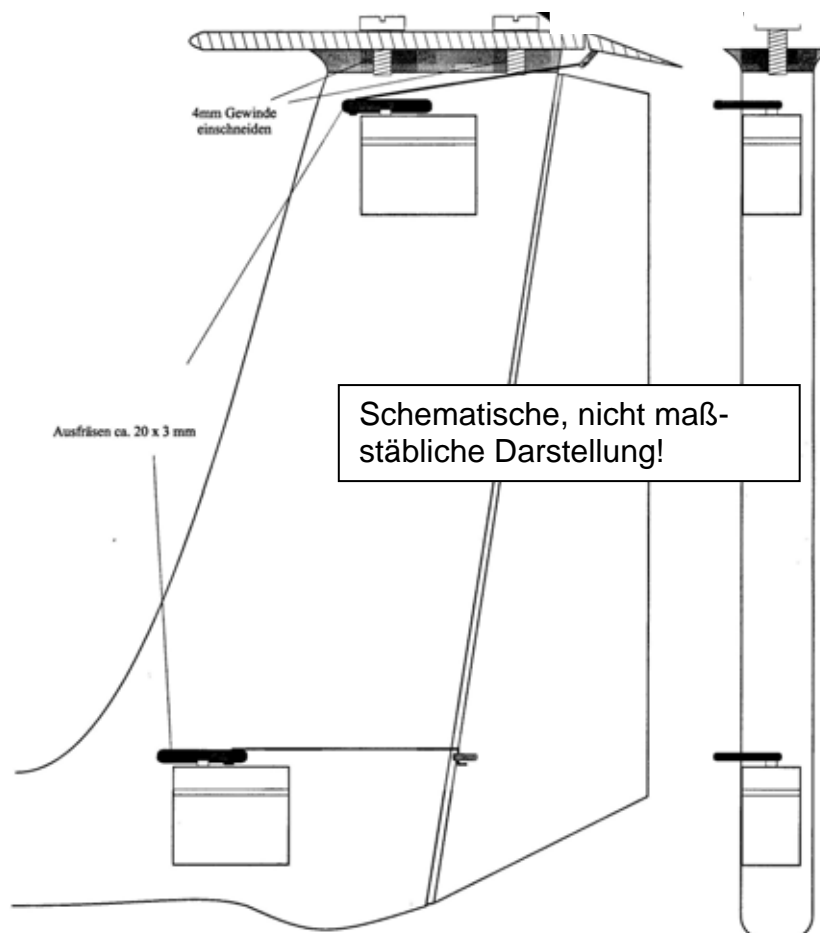 4mm Gewinde
einschneiden
Schematische, nicht maß-
stäbliche Darstellung!
Ausfräsen ca. 20 x 3 mm